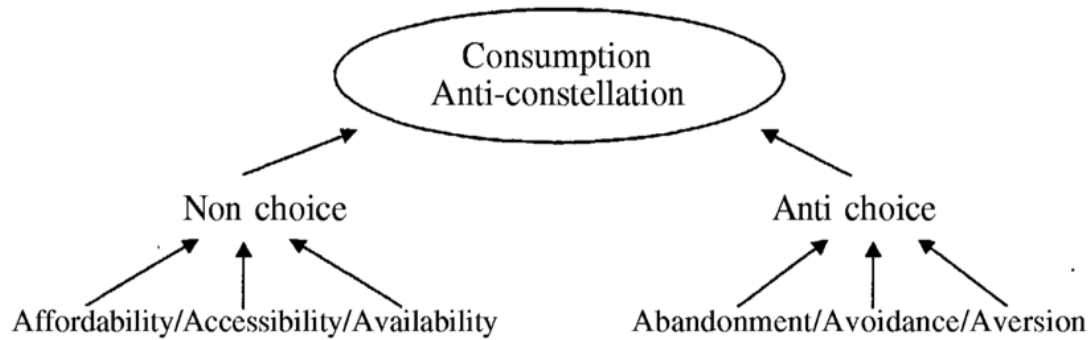 Consumption
Anti-constellation
Non choice
Anti choice
Affordability/Accessibility/Availability
Abandonment/Avoidance/Aversion